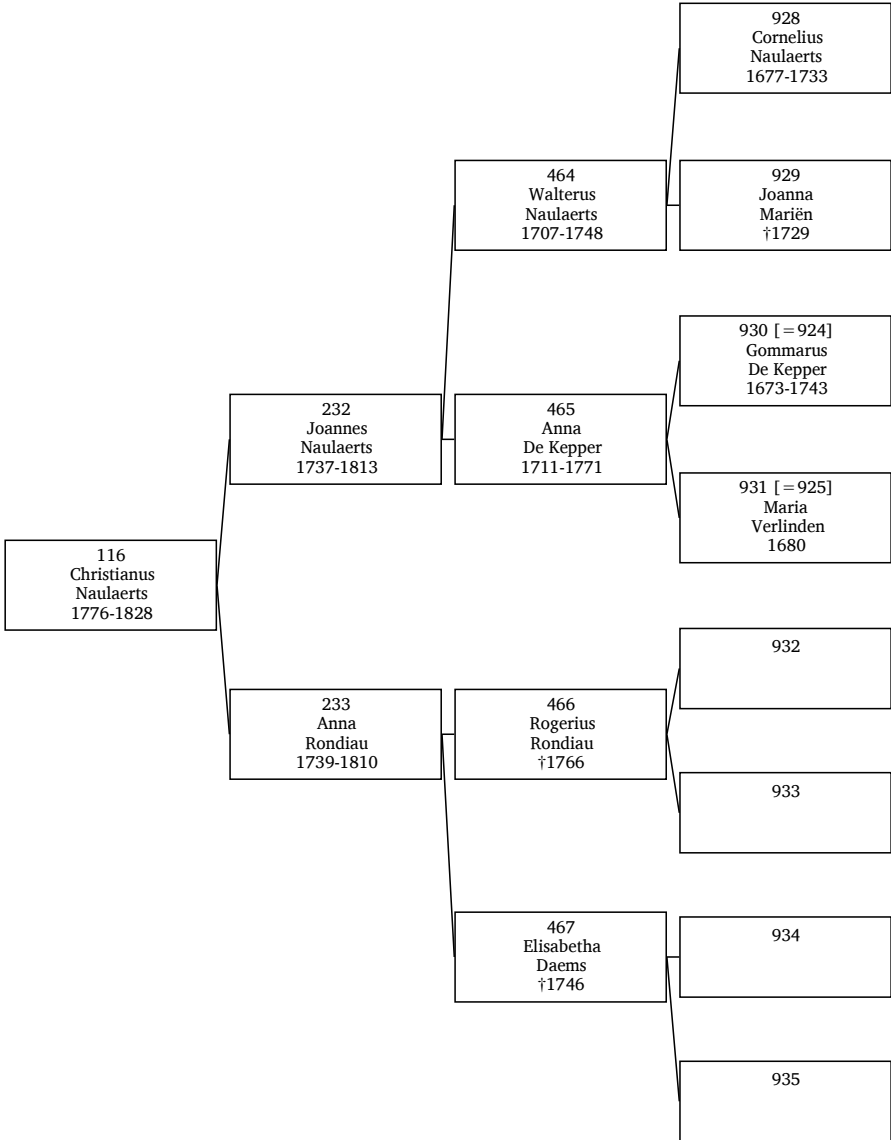 928
Cornelius
Naulaerts
1677-1733
464
Walterus
Naulaerts
1707-1748
929
Joanna
Mariën
†1729
930 [=924]
Gommarus
De Kepper
1673-1743
232
Joannes
Naulaerts
1737-1813
465
Anna
De Kepper
1711-1771
931 [=925]
Maria
Verlinden
1680
116
Christianus
Naulaerts
1776-1828
932
233
Anna
Rondiau
1739-1810
466
Rogerius
Rondiau
†1766
933
467
Elisabetha
Daems
†1746
934
935